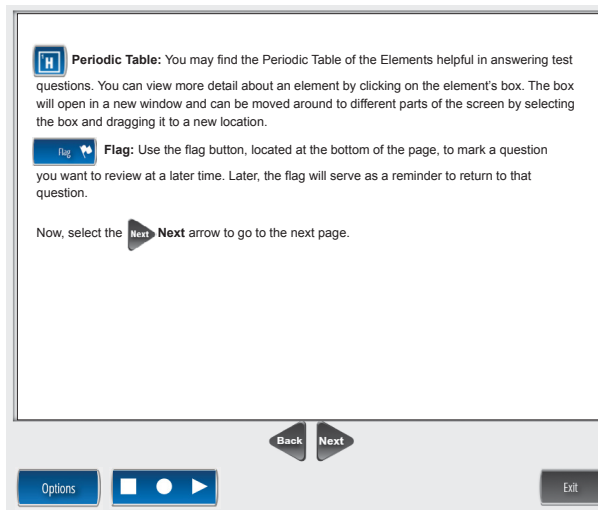 H Periodic Table: You may find the Periodic Table of the Elements helpful in answering test
questions. You can view more detail about an element by clicking on the element's box. The box
will open in a new window and can be moved around to different parts of the screen by selecting
the box and dragging it to a new location.
Flag Flag: Use the flag button, located at the bottom of the page, to mark a question
you want to review at a later time. Later, the flag will serve as a reminder to return to that
question.
Now, select the Next Next arrow to go to the next page.
Back Next
Options Exit